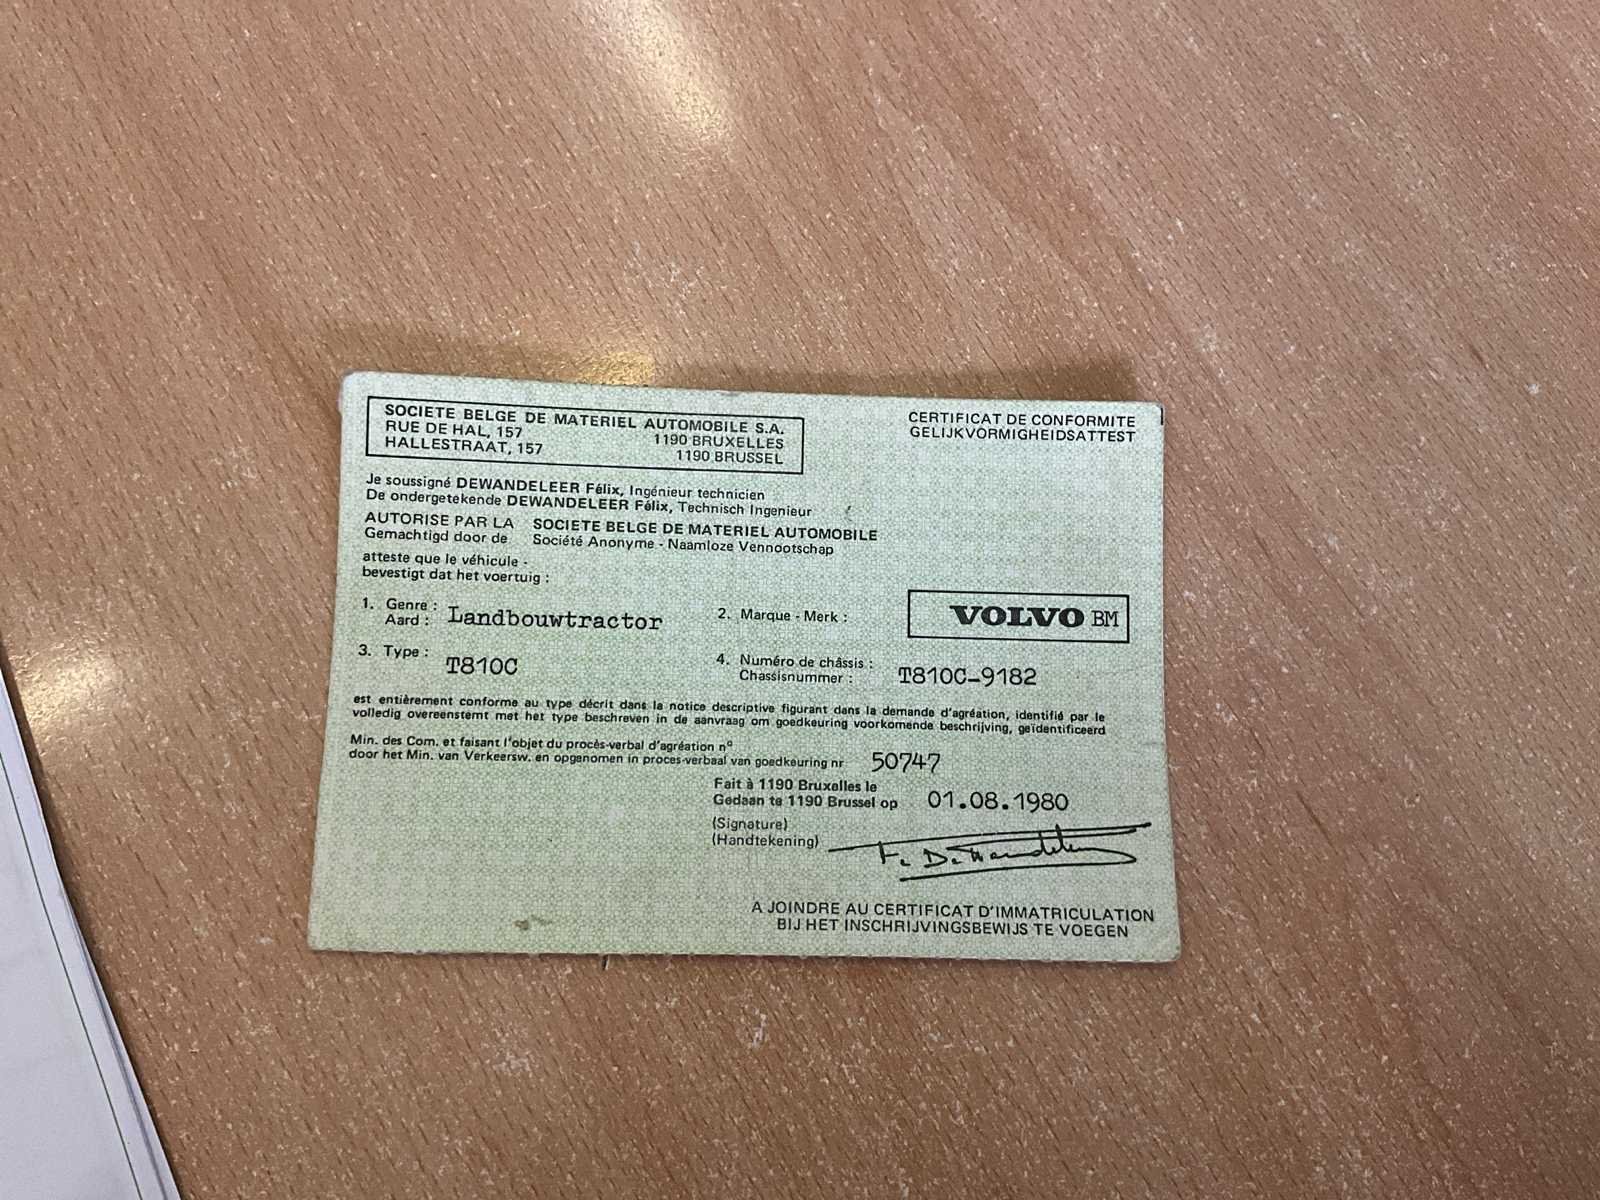 SOCIETE BELGE DE MATERIEL AUTOMOBILE S.A.
RUE DE HAL, 157 1190 BRUXELLES
HALLESTRAAT, 157 1190 BRUSSEL
CERTIFICAT DE CONFORMITE
GELIJKVORMIGHEIDSATTEST
Je soussigné DEWANDELEER Félix, Ingénieur technicien
De ondergetekende DEWANDELEER Félix, Technisch Ingenieur
AUTORISE PAR LA SOCIETE BELGE DE MATERIEL AUTOMOBILE
Gemachtigd door de Société Anonyme - Naamloze Vennootschap
atteste que le véhicule -
bevestigt dat het voertuig :
1. Genre :
Aard : Landbouwtractor
2. Marque - Merk : VOLVO BM
3. Type : T810C
4. Numéro de châssis :
Chassisnummer : T810C-9182
est entièrement conforme au type décrit dans la notice descriptive figurant dans la demande d'agréation, identifié par le
volledig overeenstemt met het type beschreven in de aanvraag om goedkeuring voorkomende beschrijving, geïdentificeerd
Min. des Com. et faisant l'objet du procès-verbal d'agréation nº
door het Min. van Verkeersw. en opgenomen in proces-verbaal van goedkeuring nr 50747
Fait à 1190 Bruxelles le
Gedaan te 1190 Brussel op 01.08.1980
(Signature)
(Handtekening) F. DeWandeleer
A JOINDRE AU CERTIFICAT D'IMMATRICULATION
BIJ HET INSCHRIJVINGSBEWIJS TE VOEGEN